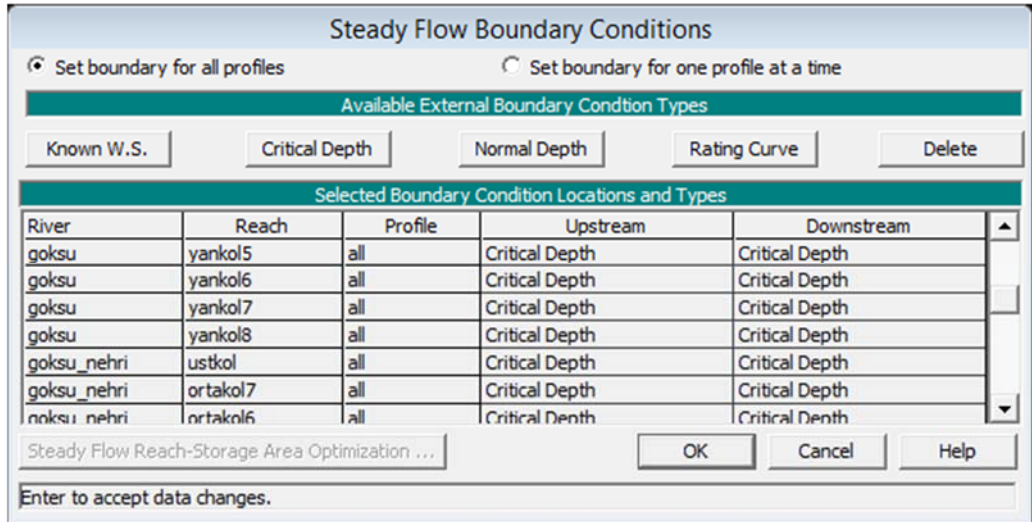 Steady Flow Boundary Conditions
Set boundary for all profiles Set boundary for one profile at a time
Available External Boundary Condtion Types
Known W.S. Critical Depth Normal Depth Rating Curve Delete
Selected Boundary Condition Locations and Types
River Reach Profile Upstream Downstream
goksu yankol5 all Critical Depth Critical Depth
goksu yankol6 all Critical Depth Critical Depth
goksu yankol7 all Critical Depth Critical Depth
goksu yankol8 all Critical Depth Critical Depth
goksu_nehri ustkol all Critical Depth Critical Depth
goksu_nehri ortakol7 all Critical Depth Critical Depth
goksu_nehri ortakol6 all Critical Depth Critical Depth
Steady Flow Reach-Storage Area Optimization ... OK Cancel Help
Enter to accept data changes.